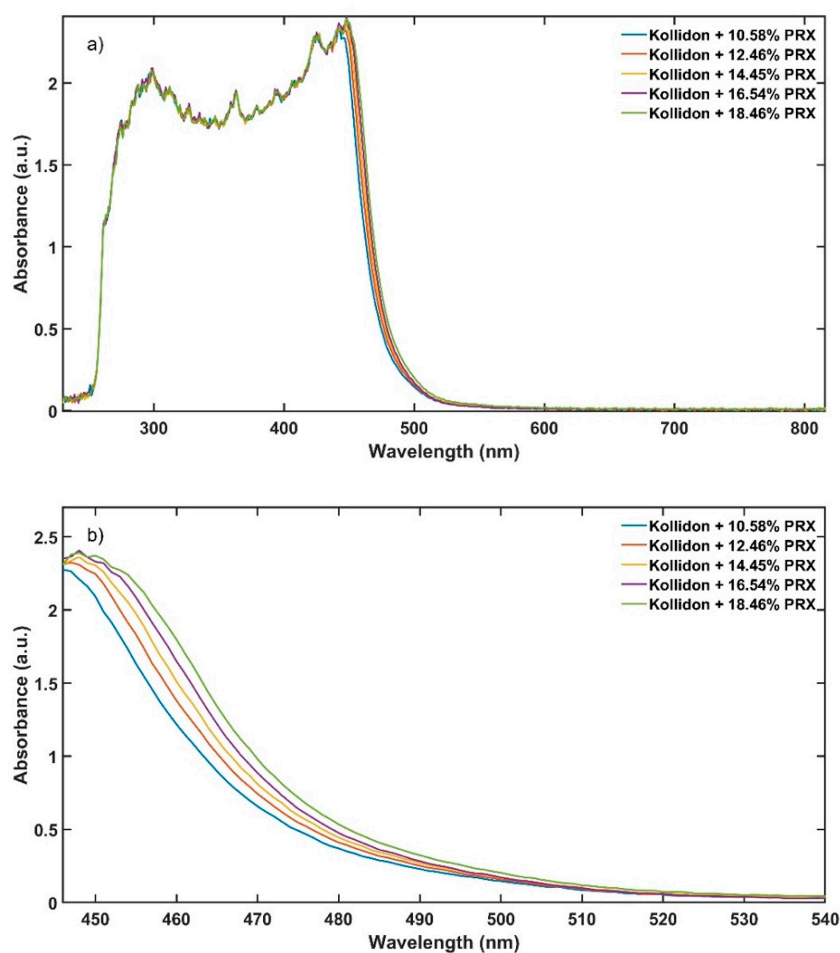 a)
Kollidon + 10.58% PRX
Kollidon + 12.46% PRX
Kollidon + 14.45% PRX
Kollidon + 16.54% PRX
Kollidon + 18.46% PRX
2
1.5
1
0.5
0
Absorbance (a.u.)
300 400 500 600 700 800
Wavelength (nm)
b)
Kollidon + 10.58% PRX
Kollidon + 12.46% PRX
Kollidon + 14.45% PRX
Kollidon + 16.54% PRX
Kollidon + 18.46% PRX
2.5
2
1.5
1
0.5
0
Absorbance (a.u.)
450 460 470 480 490 500 510 520 530 540
Wavelength (nm)